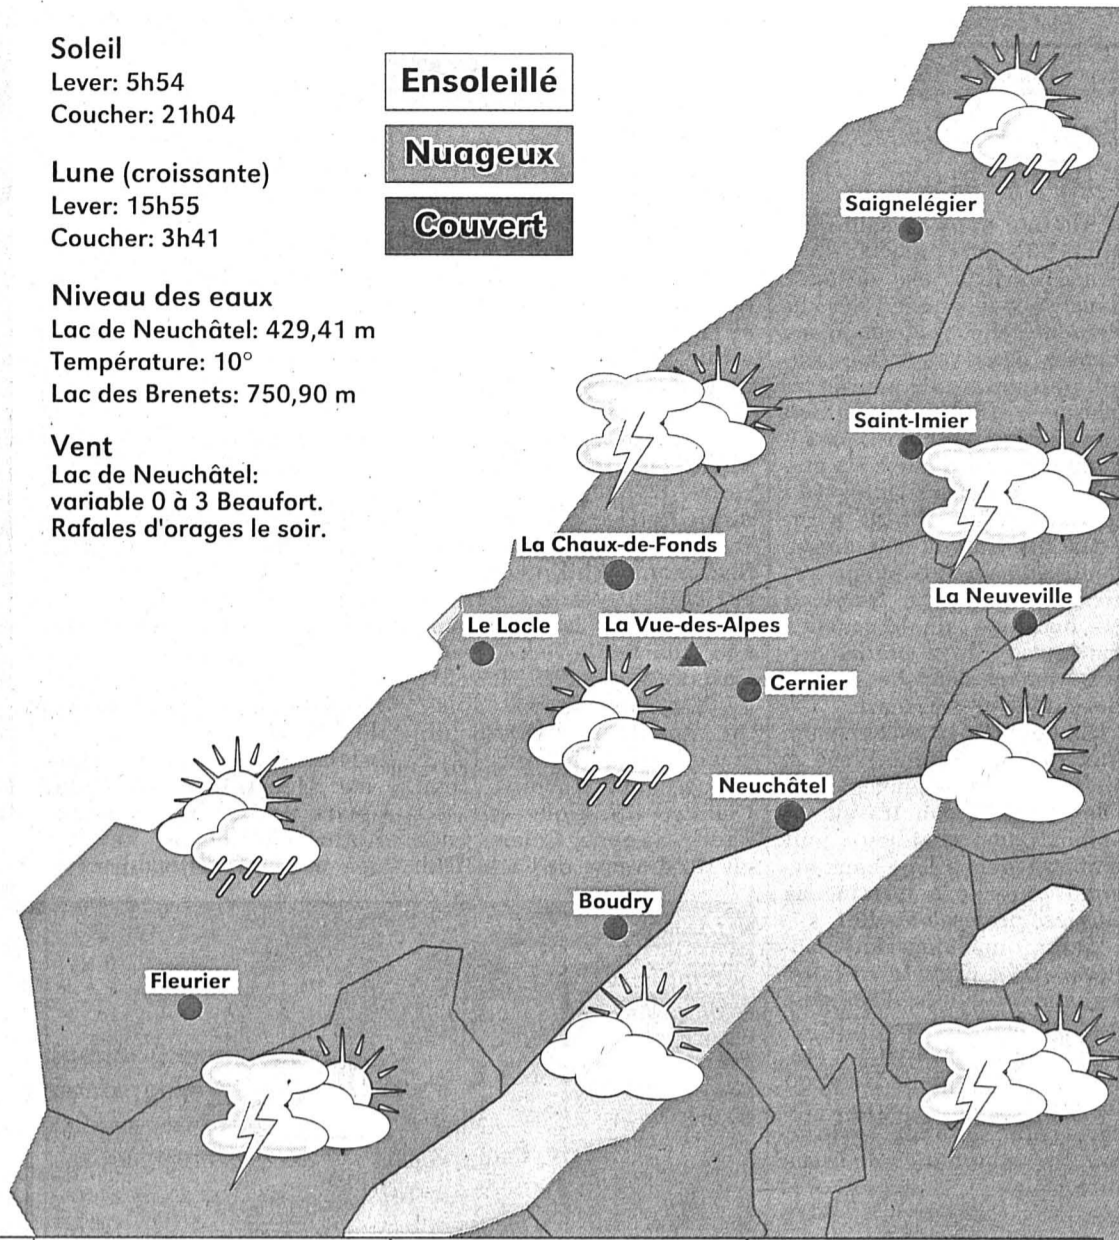 Soleil
Lever: 5h54
Coucher: 21h04
Lune (croissante)
Lever: 15h55
Coucher: 3h41
Niveau des eaux
Lac de Neuchâtel: 429,41 m
Température: 10°
Lac des Brenets: 750,90 m
Vent
Lac de Neuchâtel:
variable 0 à 3 Beaufort.
Rafales d'orages le soir.
Ensoleillé
Nuageux
Couvert
Saignelégier
Saint-Imier
La Chaux-de-Fonds
La Neuveville
Le Locle
La Vue-des-Alpes
Cernier
Neuchâtel
Boudry
Fleurier